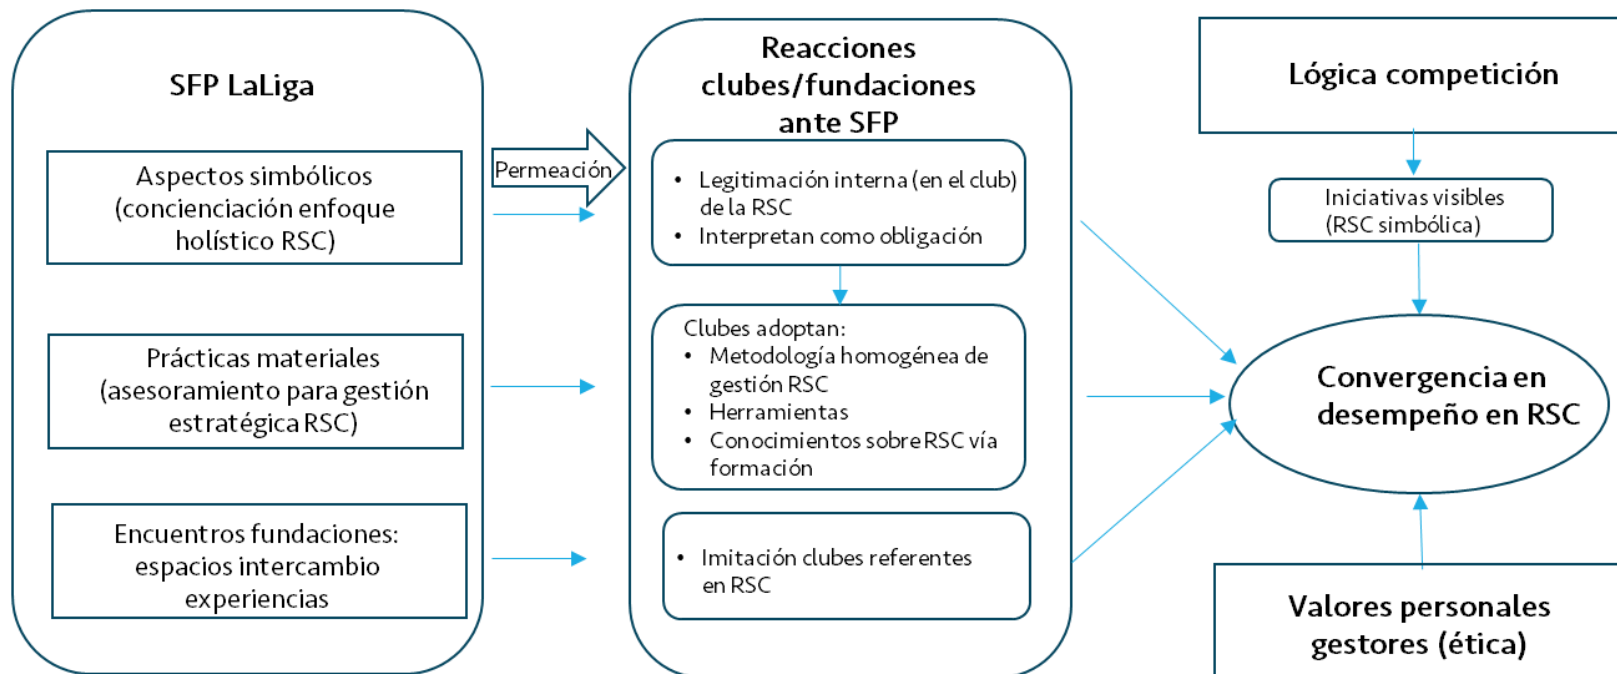 SFP LaLiga
Aspectos simbólicos
(concienciación enfoque
holístico RSC)
Prácticas materiales
(asesoramiento para gestión
estratégica RSC)
Encuentros fundaciones:
espacios intercambio
experiencias
Permeación
Reacciones
clubes/fundaciones
ante SFP
• Legitimación interna (en el club)
de la RSC
• Interpretan como obligación
Clubes adoptan:
• Metodología homogénea de
gestión RSC
• Herramientas
• Conocimientos sobre RSC vía
formación
• Imitación clubes referentes
en RSC
Lógica competición
Iniciativas visibles
(RSC simbólica)
Convergencia en
desempeño en RSC
Valores personales
gestores (ética)